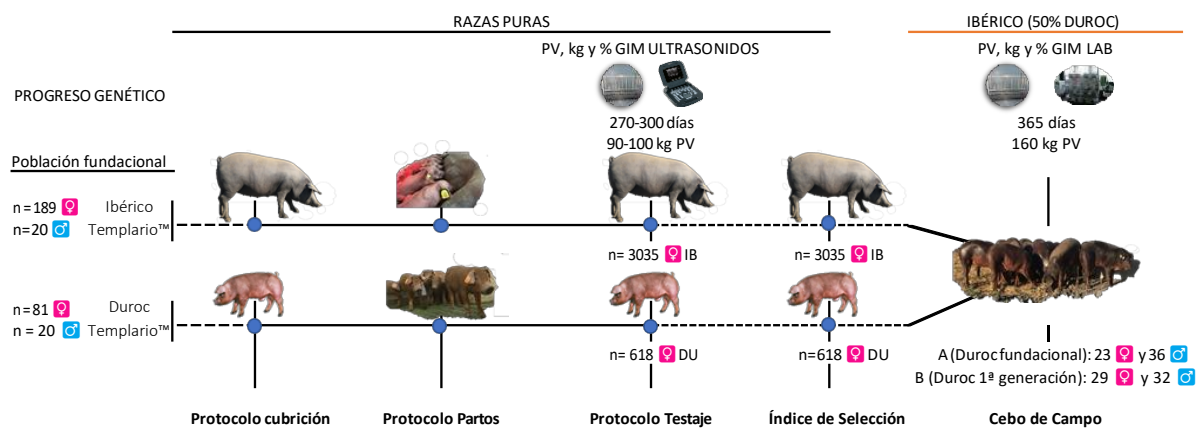 RAZAS PURAS
IBÉRICO (50% DUROC)
PV, kg y % GIM ULTRASONIDOS
PV, kg y % GIM LAB
PROGRESO GENÉTICO
270-300 días
90-100 kg PV
365 días
160 kg PV
Población fundacional
n=189 ♀ Ibérico
n=20 ♂ Templario™
n= 3035 ♀ IB
n= 3035 ♀ IB
n=81 ♀ Duroc
n = 20 ♂ Templario™
n= 618 ♀ DU
n=618 ♀ DU
A (Duroc fundacional): 23 ♀ y 36 ♂
B (Duroc 1ª generación): 29 ♀ y 32 ♂
Protocolo cubrición
Protocolo Partos
Protocolo Testaje
Índice de Selección
Cebo de Campo